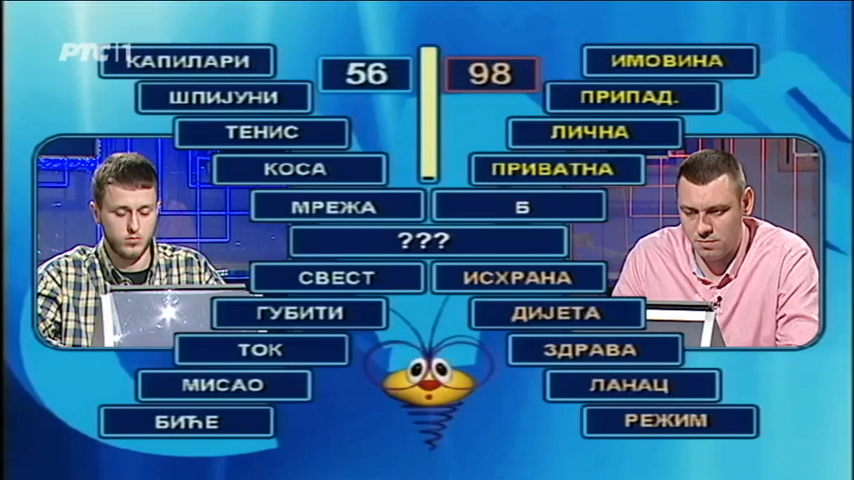 РТС 1
КАПИЛАРИ 56 98 ИМОВИНА
ШПИЈУНИ ПРИПАД.
ТЕНИС ЛИЧНА
КОСА ПРИВАТНА
МРЕЖА Б
???
СВЕСТ ИСХРАНА
ГУБИТИ ДИЈЕТА
ТОК ЗДРАВА
МИСАО ЛАНАЦ
БИЋЕ РЕЖИМ